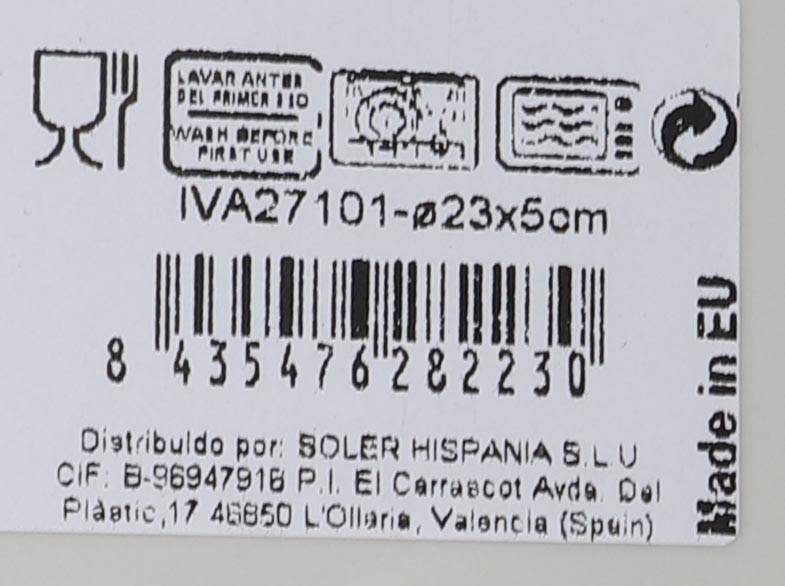 LAVAR ANTES
DEL PRIMER USO
WASH BEFORE
FIRST USE
IVA27101-ø23x5cm
8 435476 282230
Distribuido por: SOLER HISPANIA S.L.U
CIF: B-96947918 P.I. El Carrascot Avda. Del
Plàstic,17 46850 L'Olleria, Valencia (Spain)
Made in EU